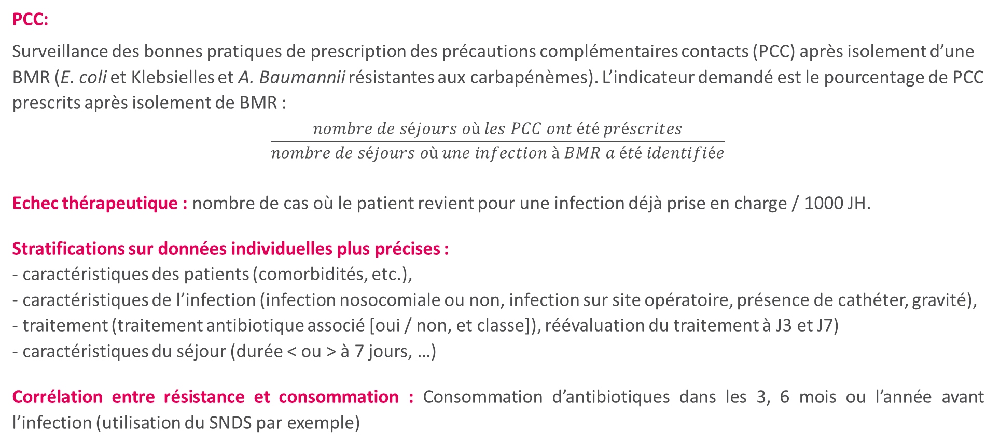 PCC:
Surveillance des bonnes pratiques de prescription des précautions complémentaires contacts (PCC) après isolement d’une
BMR (E. coli et Klebsielles et A. Baumannii résistantes aux carbapénèmes). L’indicateur demandé est le pourcentage de PCC
prescrits après isolement de BMR :
nombre de séjours où les PCC ont été préscrites
nombre de séjours où une infection à BMR a été identifiée
Echec thérapeutique : nombre de cas où le patient revient pour une infection déjà prise en charge / 1000 JH.
Stratifications sur données individuelles plus précises :
- caractéristiques des patients (comorbidités, etc.),
- caractéristiques de l’infection (infection nosocomiale ou non, infection sur site opératoire, présence de cathéter, gravité),
- traitement (traitement antibiotique associé [oui / non, et classe]), réévaluation du traitement à J3 et J7)
- caractéristiques du séjour (durée < ou > à 7 jours, …)
Corrélation entre résistance et consommation : Consommation d’antibiotiques dans les 3, 6 mois ou l’année avant
l’infection (utilisation du SNDS par exemple)